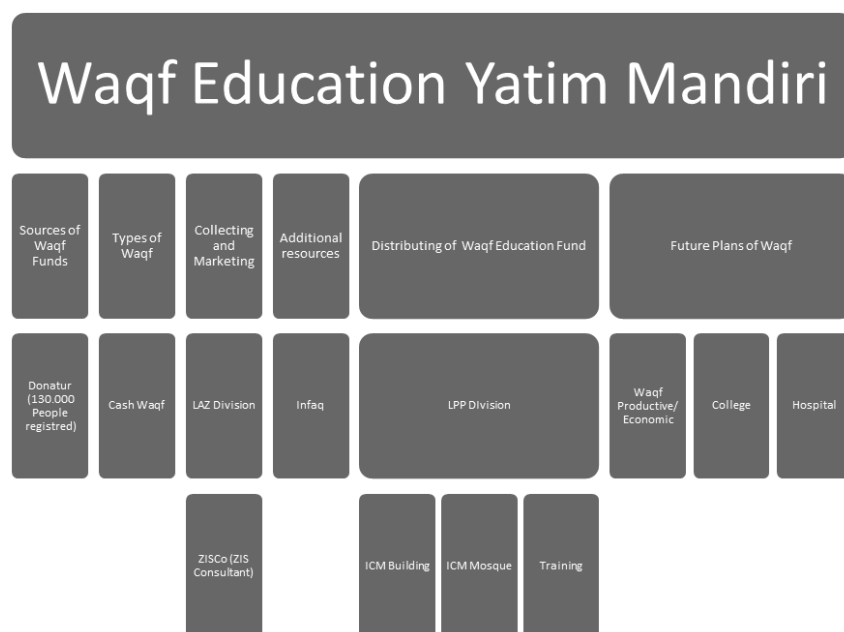 Waqf Education Yatim Mandiri
Sources of
Waqf
Funds
Types of
Waqf
Collecting
and
Marketing
Additional
resources
Distributing of Waqf Education Fund
Future Plans of Waqf
Donatur
(130.000
People
registred)
Cash Waqf
LAZ Division
Infaq
LPP DIvision
Waqf
Productive/
Economic
College
Hospital
ZISCo (ZIS
Consultant)
ICM Building
ICM Mosque
Training